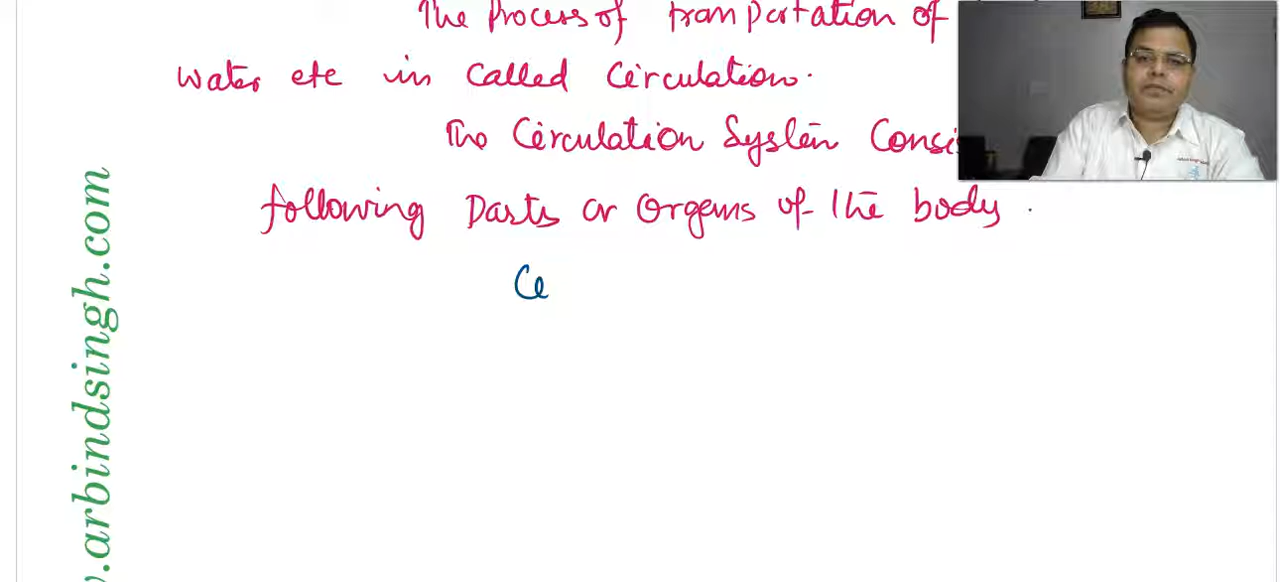 The Process of transportation of
water etc is called Circulation.
The Circulation System Consi
following Parts or Organs of the body.
Ce
.arbindsingh.com